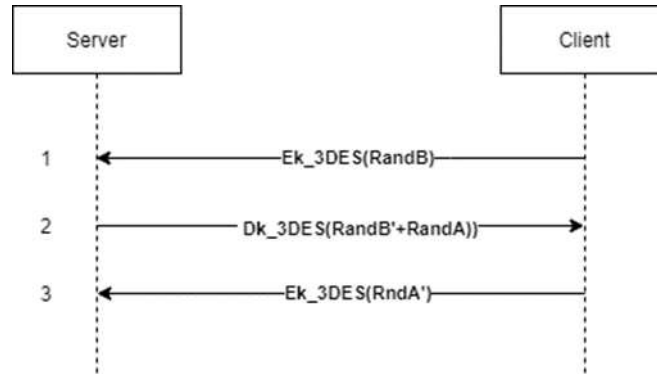 Server
Client
1
Ek_3DES(RandB)
2
Dk_3DES(RandB'+RandA))
3
Ek_3DES(RndA')